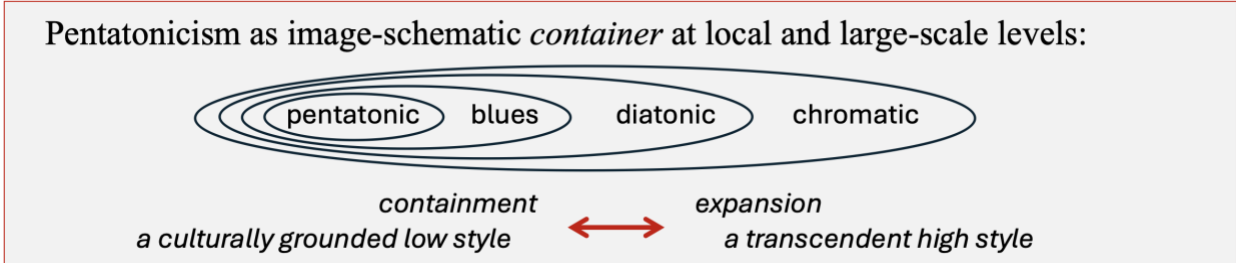 Pentatonicism as image-schematic container at local and large-scale levels:
pentatonic blues diatonic chromatic
containment expansion
a culturally grounded low style a transcendent high style